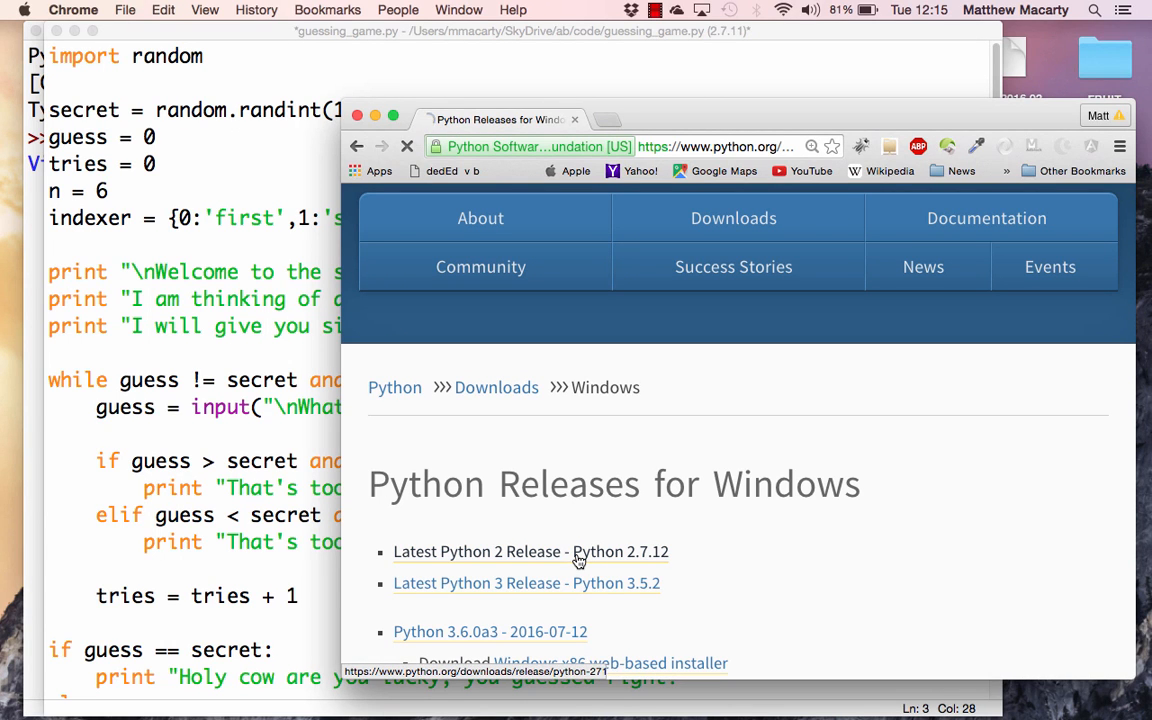 Chrome File Edit View History Bookmarks People Window Help 81% Tue 12:15 Matthew Macarty
*guessing_game.py - /Users/mmacarty/SkyDrive/ab/code/guessing_game.py (2.7.11)*
import random
secret = random.randint(1
guess = 0
tries = 0
n = 6
indexer = {0:'first',1:'s
print "\nWelcome to the s
print "I am thinking of a
print "I will give you si
while guess != secret an
guess = input("\nWhat
if guess > secret an
print "That's too
elif guess < secret a
print "That's too
tries = tries + 1
if guess == secret:
print "Holy cow are you lucky, you guessed right!"
Ln: 3 Col: 28
Python Releases for Windo
Matt
Python Softwar...undation [US] https://www.python.org/...
ABP
Apps dedEd v b Apple Yahoo! Google Maps YouTube Wikipedia News » Other Bookmarks
About Downloads Documentation
Community Success Stories News Events
Python >>> Downloads >>> Windows
Python Releases for Windows
Latest Python 2 Release - Python 2.7.12
Latest Python 3 Release - Python 3.5.2
Python 3.6.0a3 - 2016-07-12
Download Windows x86 web-based installer
https://www.python.org/downloads/release/python-271